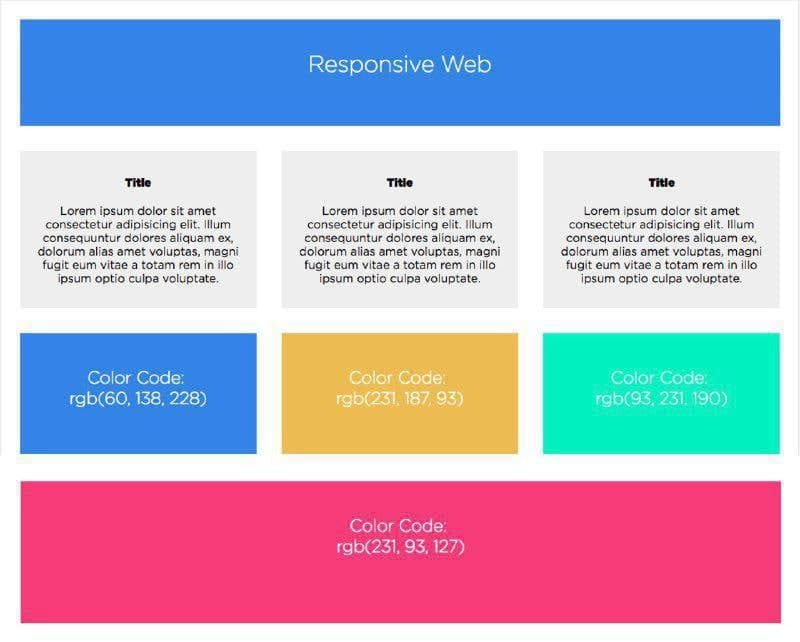 Responsive Web
Title
Lorem ipsum dolor sit amet
consectetur adipisicing elit. Illum
consequuntur dolores aliquam ex,
dolorum alias amet voluptas, magni
fugit eum vitae a totam rem in illo
ipsum optio culpa voluptate.
Title
Lorem ipsum dolor sit amet
consectetur adipisicing elit. Illum
consequuntur dolores aliquam ex,
dolorum alias amet voluptas, magni
fugit eum vitae a totam rem in illo
ipsum optio culpa voluptate.
Title
Lorem ipsum dolor sit amet
consectetur adipisicing elit. Illum
consequuntur dolores aliquam ex,
dolorum alias amet voluptas, magni
fugit eum vitae a totam rem in illo
ipsum optio culpa voluptate.
Color Code:
rgb(60, 138, 228)
Color Code:
rgb(231, 187, 93)
Color Code:
rgb(93, 231, 190)
Color Code:
rgb(231, 93, 127)